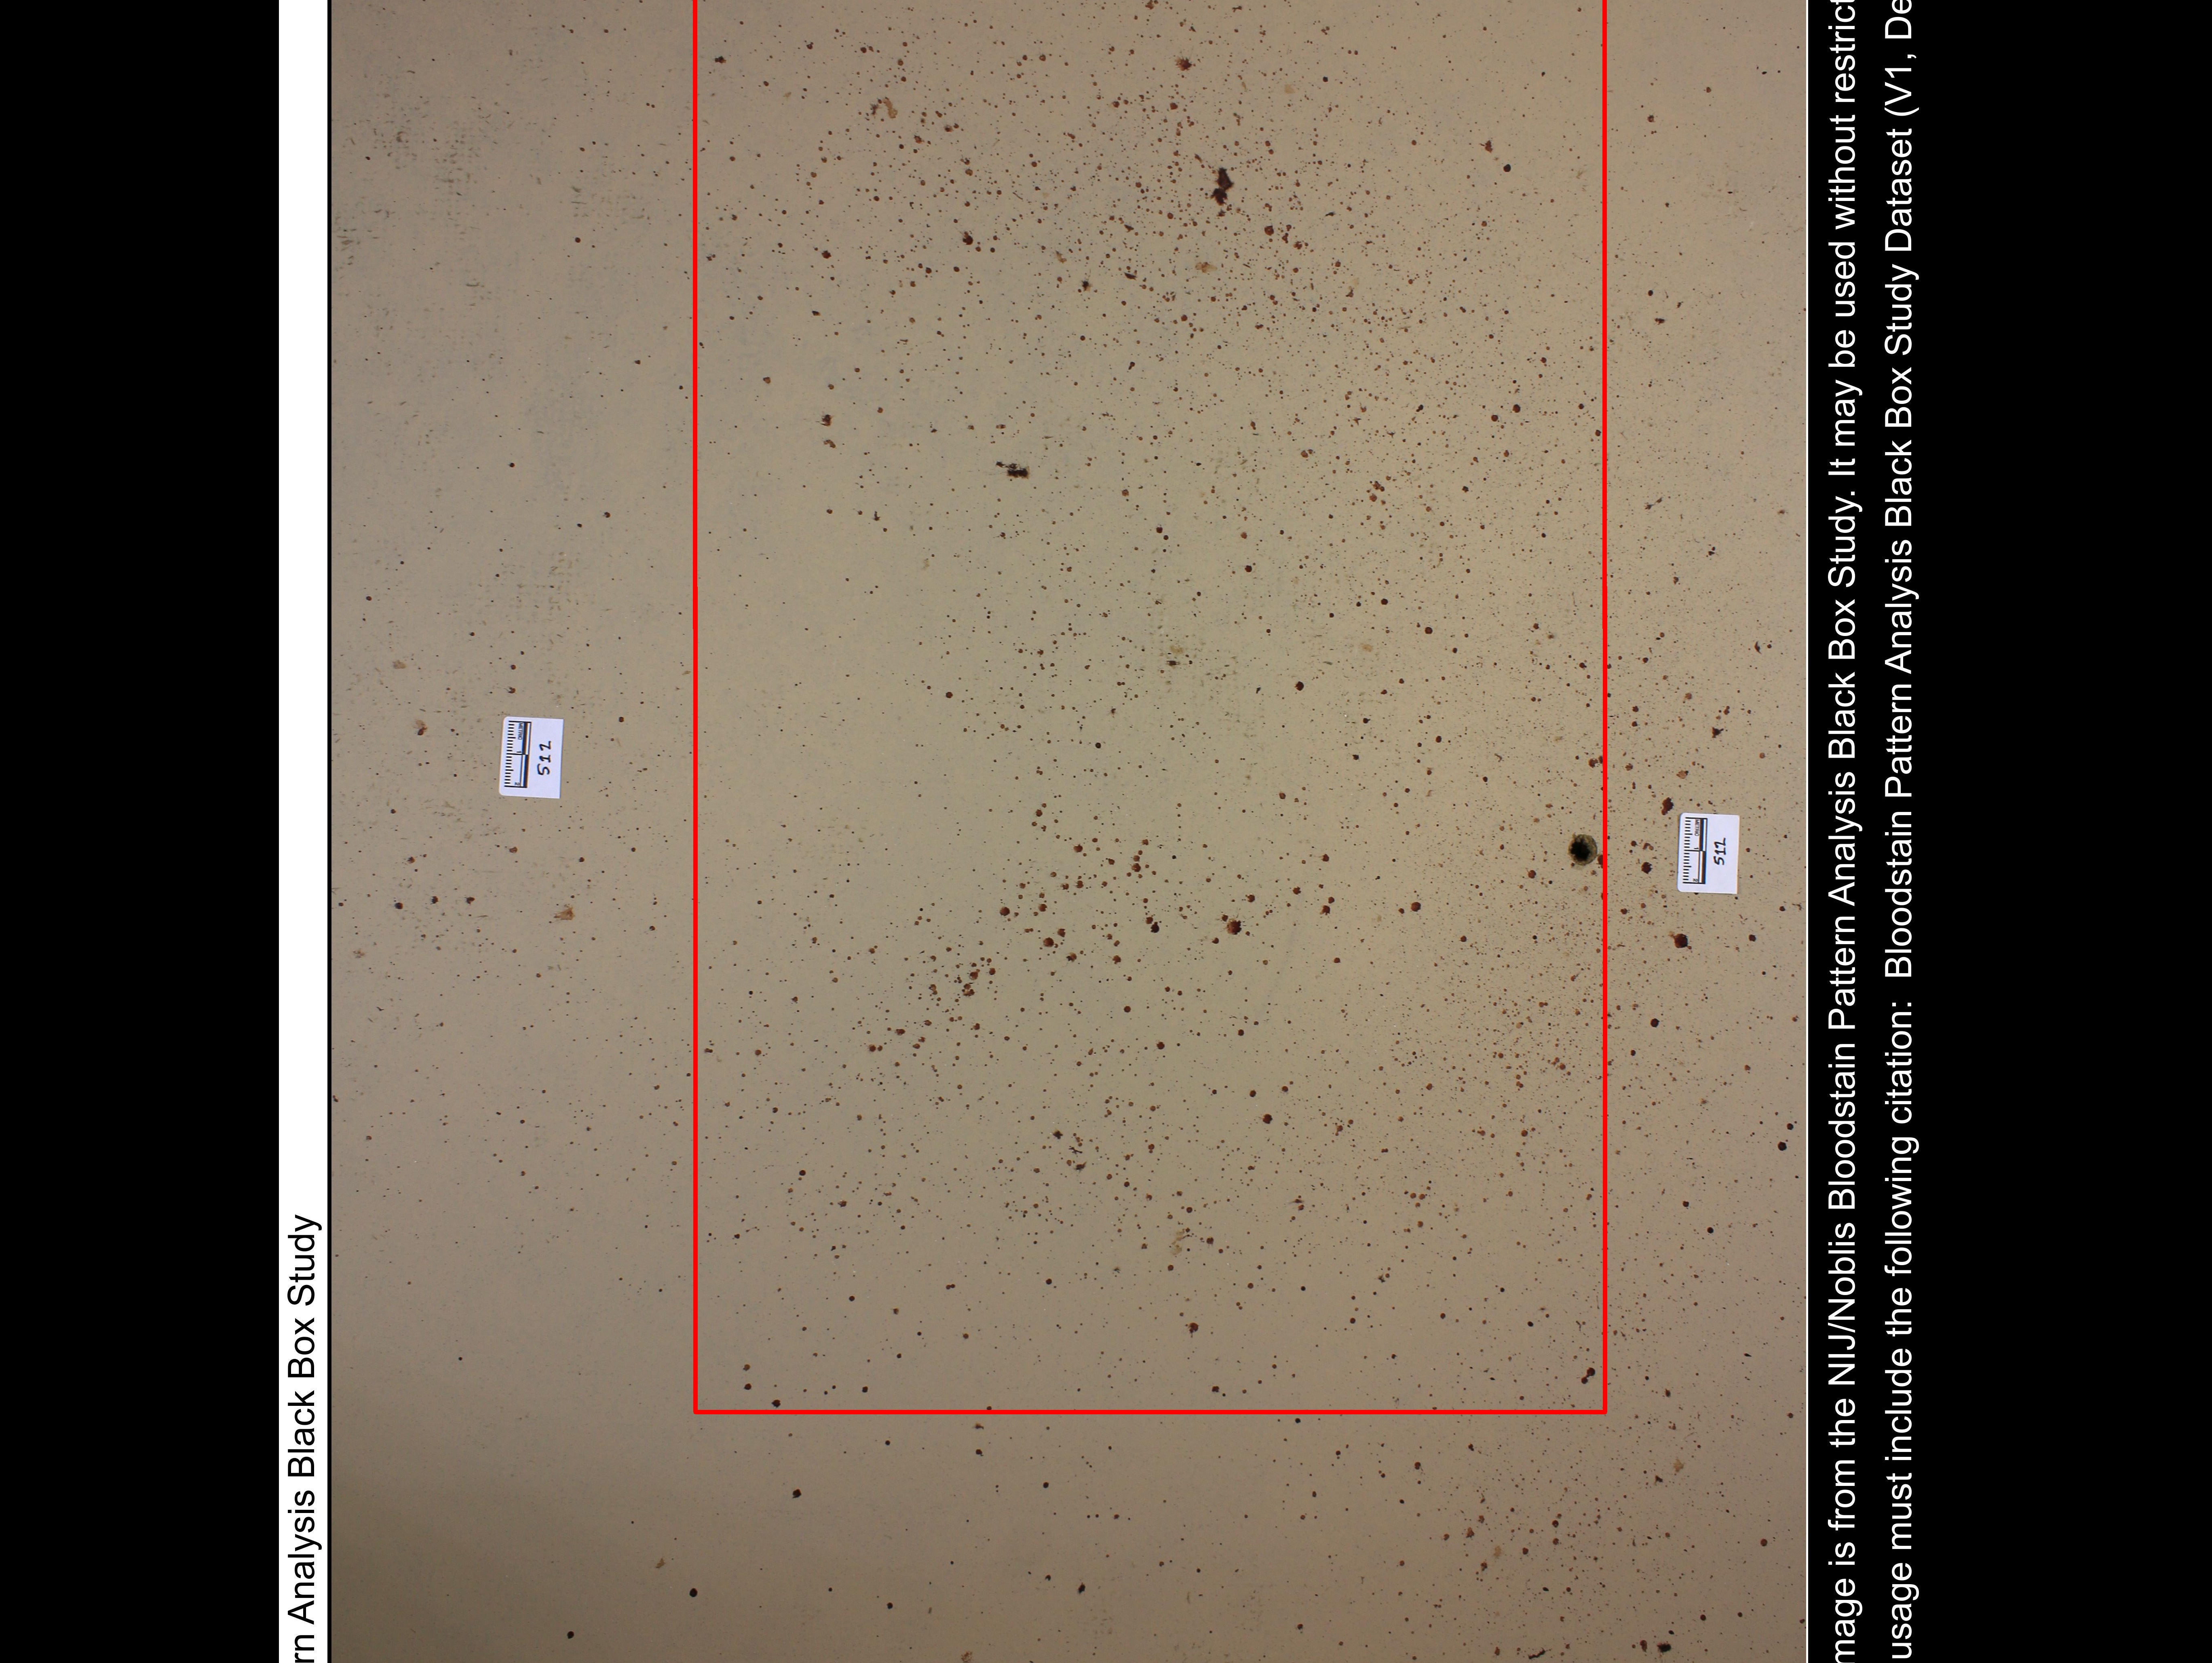 rn Analysis Black Box Study
512
512
mage is from the NIJ/Noblis Bloodstain Pattern Analysis Black Box Study. It may be used without restrict
usage must include the following citation: Bloodstain Pattern Analysis Black Box Study Dataset (V1, De